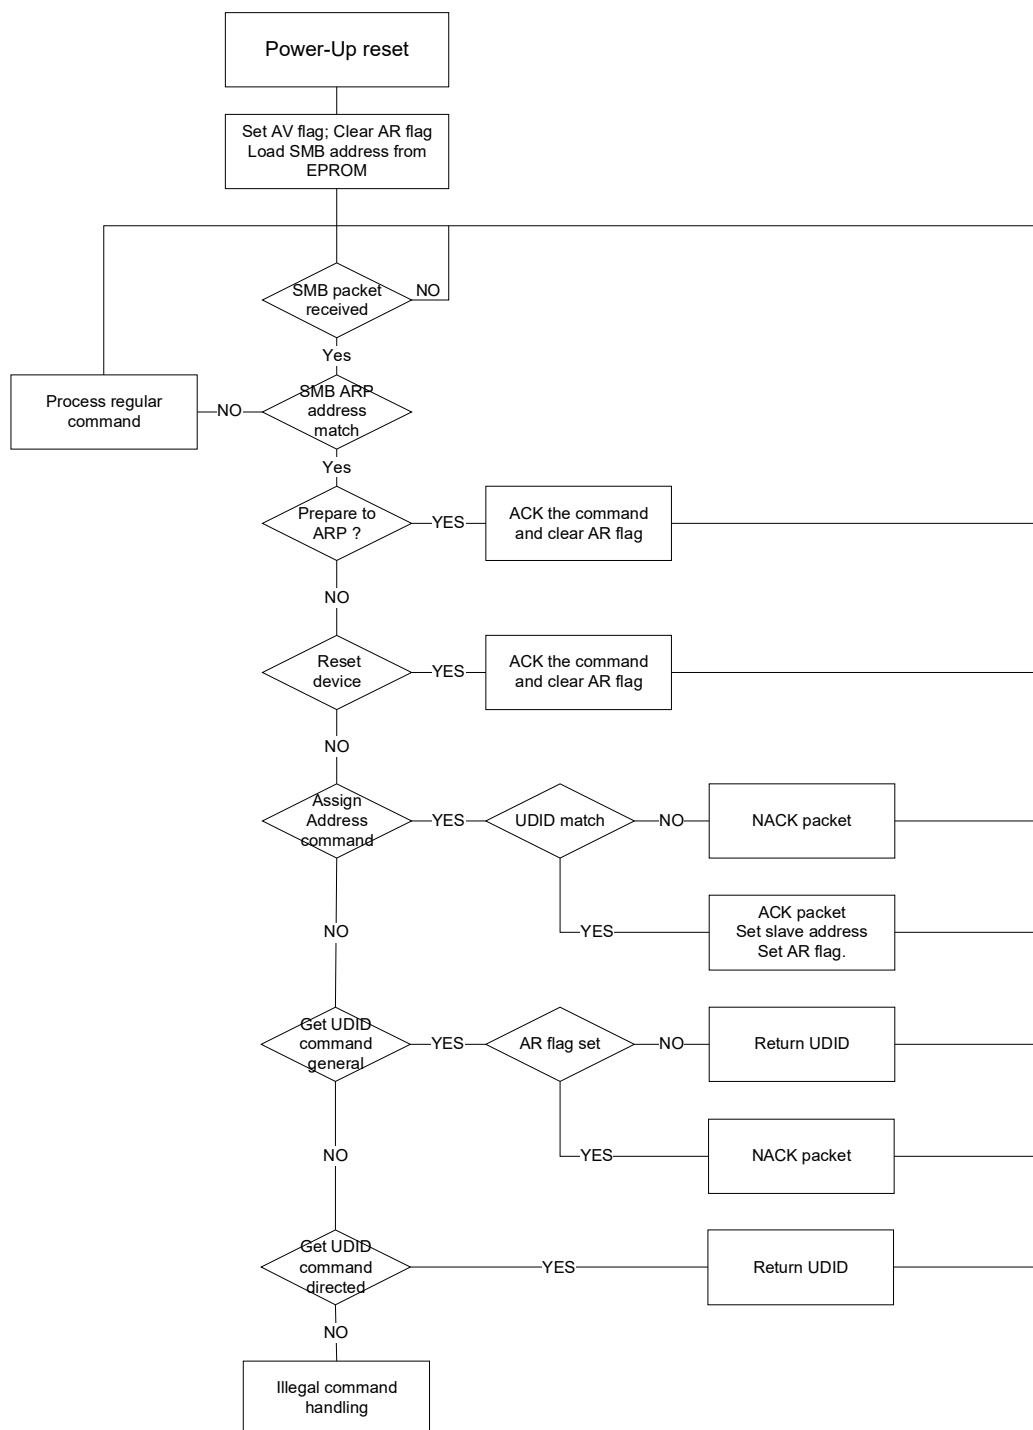 Power-Up reset
Set AV flag; Clear AR flag
Load SMB address from
EPROM
SMB packet
received
NO
Yes
Process regular
command
NO
SMB ARP
address
match
Yes
Prepare to
ARP ?
YES
ACK the command
and clear AR flag
NO
Reset
device
YES
ACK the command
and clear AR flag
NO
Assign
Address
command
YES
UDID match
NO
NACK packet
YES
ACK packet
Set slave address
Set AR flag.
NO
Get UDID
command
general
YES
AR flag set
NO
Return UDID
YES
NACK packet
NO
Get UDID
command
directed
YES
Return UDID
NO
Illegal command
handling